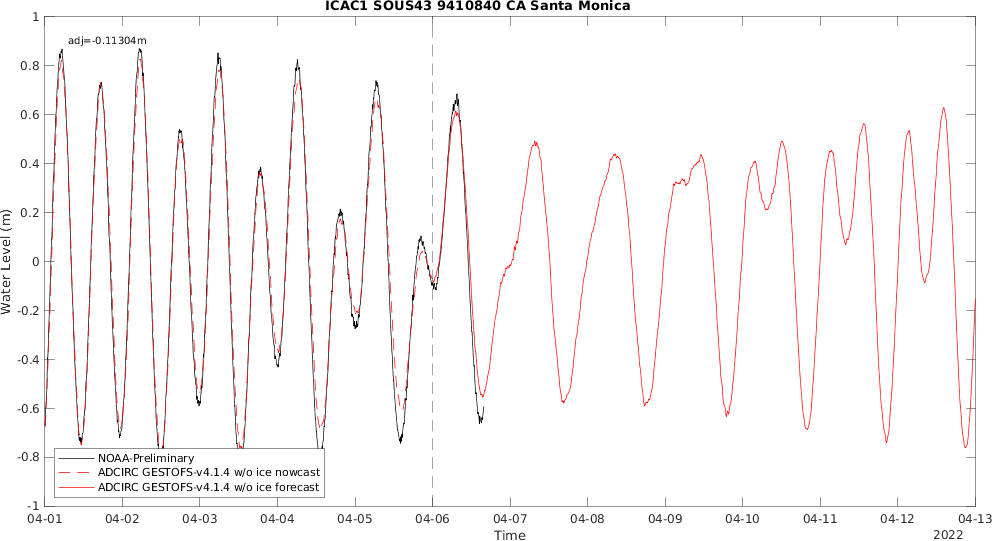 ICAC1 SOUS43 9410840 CA Santa Monica
adj=-0.11304m
1
0.8
0.6
0.4
0.2
0
-0.2
-0.4
-0.6
-0.8
-1
Water Level (m)
NOAA-Preliminary
ADCIRC GESTOFS-v4.1.4 w/o ice nowcast
ADCIRC GESTOFS-v4.1.4 w/o ice forecast
04-01 04-02 04-03 04-04 04-05 04-06 04-07 04-08 04-09 04-10 04-11 04-12 04-13
Time
2022